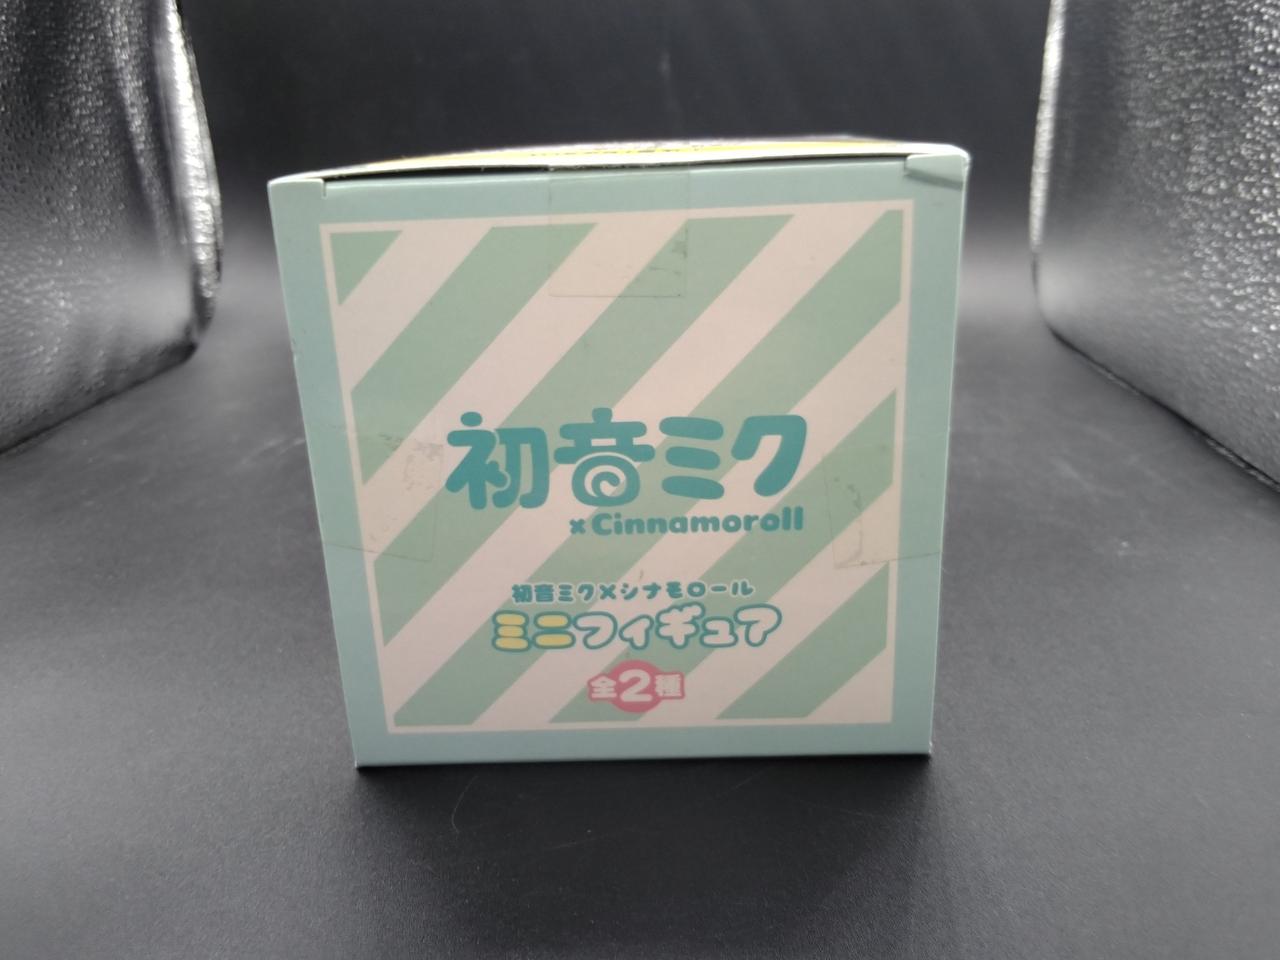 初音ミク
×Cinnamoroll
初音ミク×シナモロール
ミニフィギュア
全2種